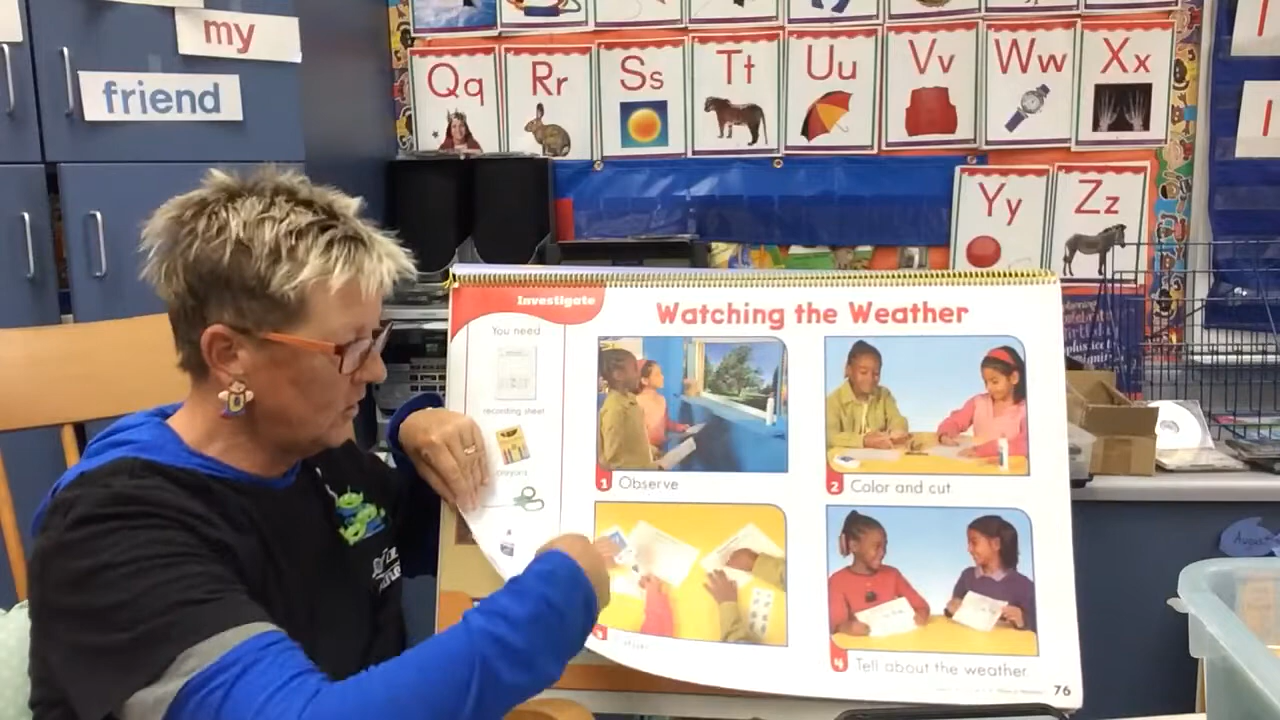 my
friend
Qq
Rr
Ss
Tt
Uu
Vv
Ww
Xx
Yy
Zz
Investigate
Watching the Weather
You need
recording sheet
1 Observe
2 Color and cut
4 Tell about the weather
76
August